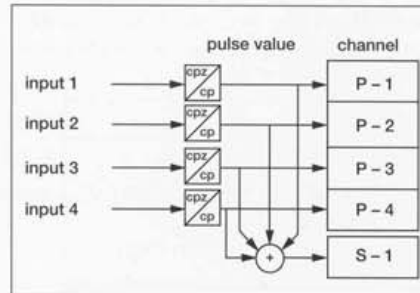 pulse value channel
input 1 cpz/cp P – 1
input 2 cpz/cp P – 2
input 3 cpz/cp P – 3
input 4 cpz/cp P – 4
+ S – 1